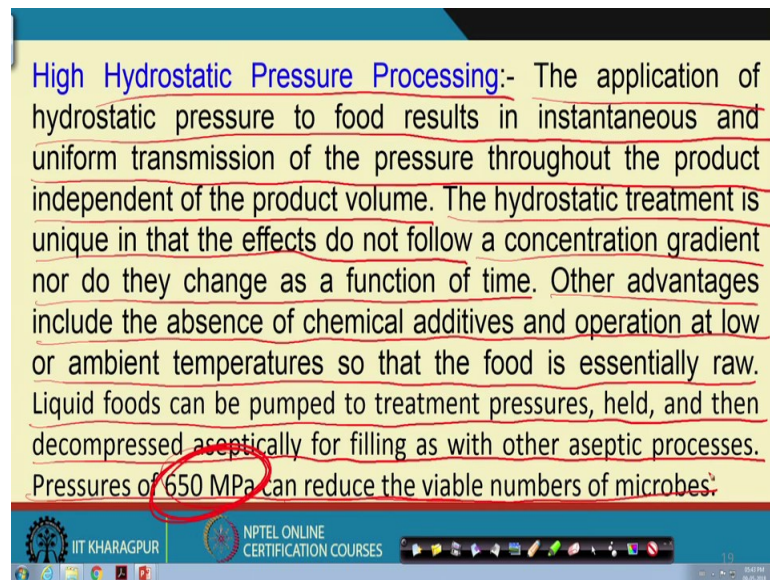 High Hydrostatic Pressure Processing:- The application of
hydrostatic pressure to food results in instantaneous and
uniform transmission of the pressure throughout the product
independent of the product volume. The hydrostatic treatment is
unique in that the effects do not follow a concentration gradient
nor do they change as a function of time. Other advantages
include the absence of chemical additives and operation at low
or ambient temperatures so that the food is essentially raw.
Liquid foods can be pumped to treatment pressures, held, and then
decompressed aseptically for filling as with other aseptic processes.
Pressures of 650 MPa can reduce the viable numbers of microbes.
IIT KHARAGPUR
NPTEL ONLINE
CERTIFICATION COURSES
19